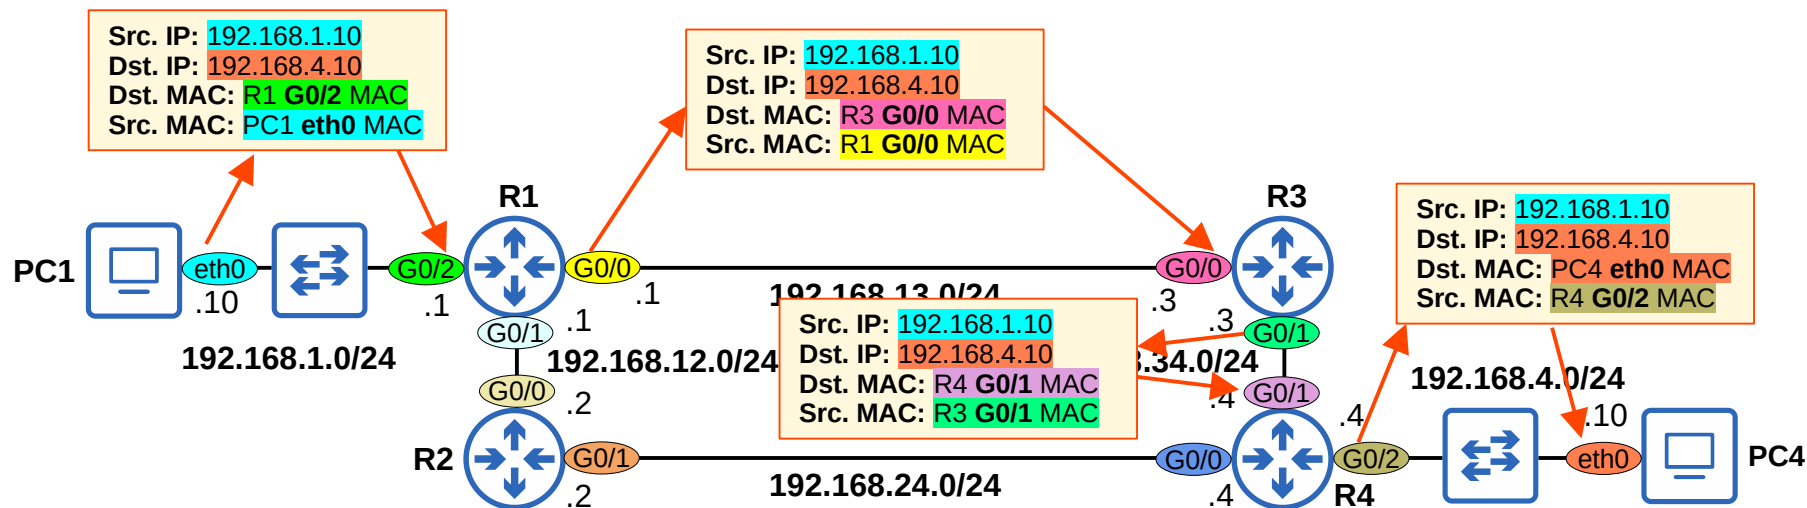 Src. IP: 192.168.1.10
Dst. IP: 192.168.4.10
Dst. MAC: R1 G0/2 MAC
Src. MAC: PC1 eth0 MAC
Src. IP: 192.168.1.10
Dst. IP: 192.168.4.10
Dst. MAC: R3 G0/0 MAC
Src. MAC: R1 G0/0 MAC
Src. IP: 192.168.1.10
Dst. IP: 192.168.4.10
Dst. MAC: PC4 eth0 MAC
Src. MAC: R4 G0/2 MAC
R1
R3
PC1
eth0
G0/2
G0/0
G0/0
.10
.1
.1
.3
192.168.13.0/24
Src. IP: 192.168.1.10
Dst. IP: 192.168.4.10
Dst. MAC: R4 G0/1 MAC
Src. MAC: R3 G0/1 MAC
G0/1
.1
.3
G0/1
192.168.1.0/24
192.168.12.0/24
.34.0/24
192.168.4.0/24
G0/0
.2
.4
G0/1
.4
.10
R2
G0/1
G0/0
G0/2
eth0
PC4
.2
192.168.24.0/24
.4
R4